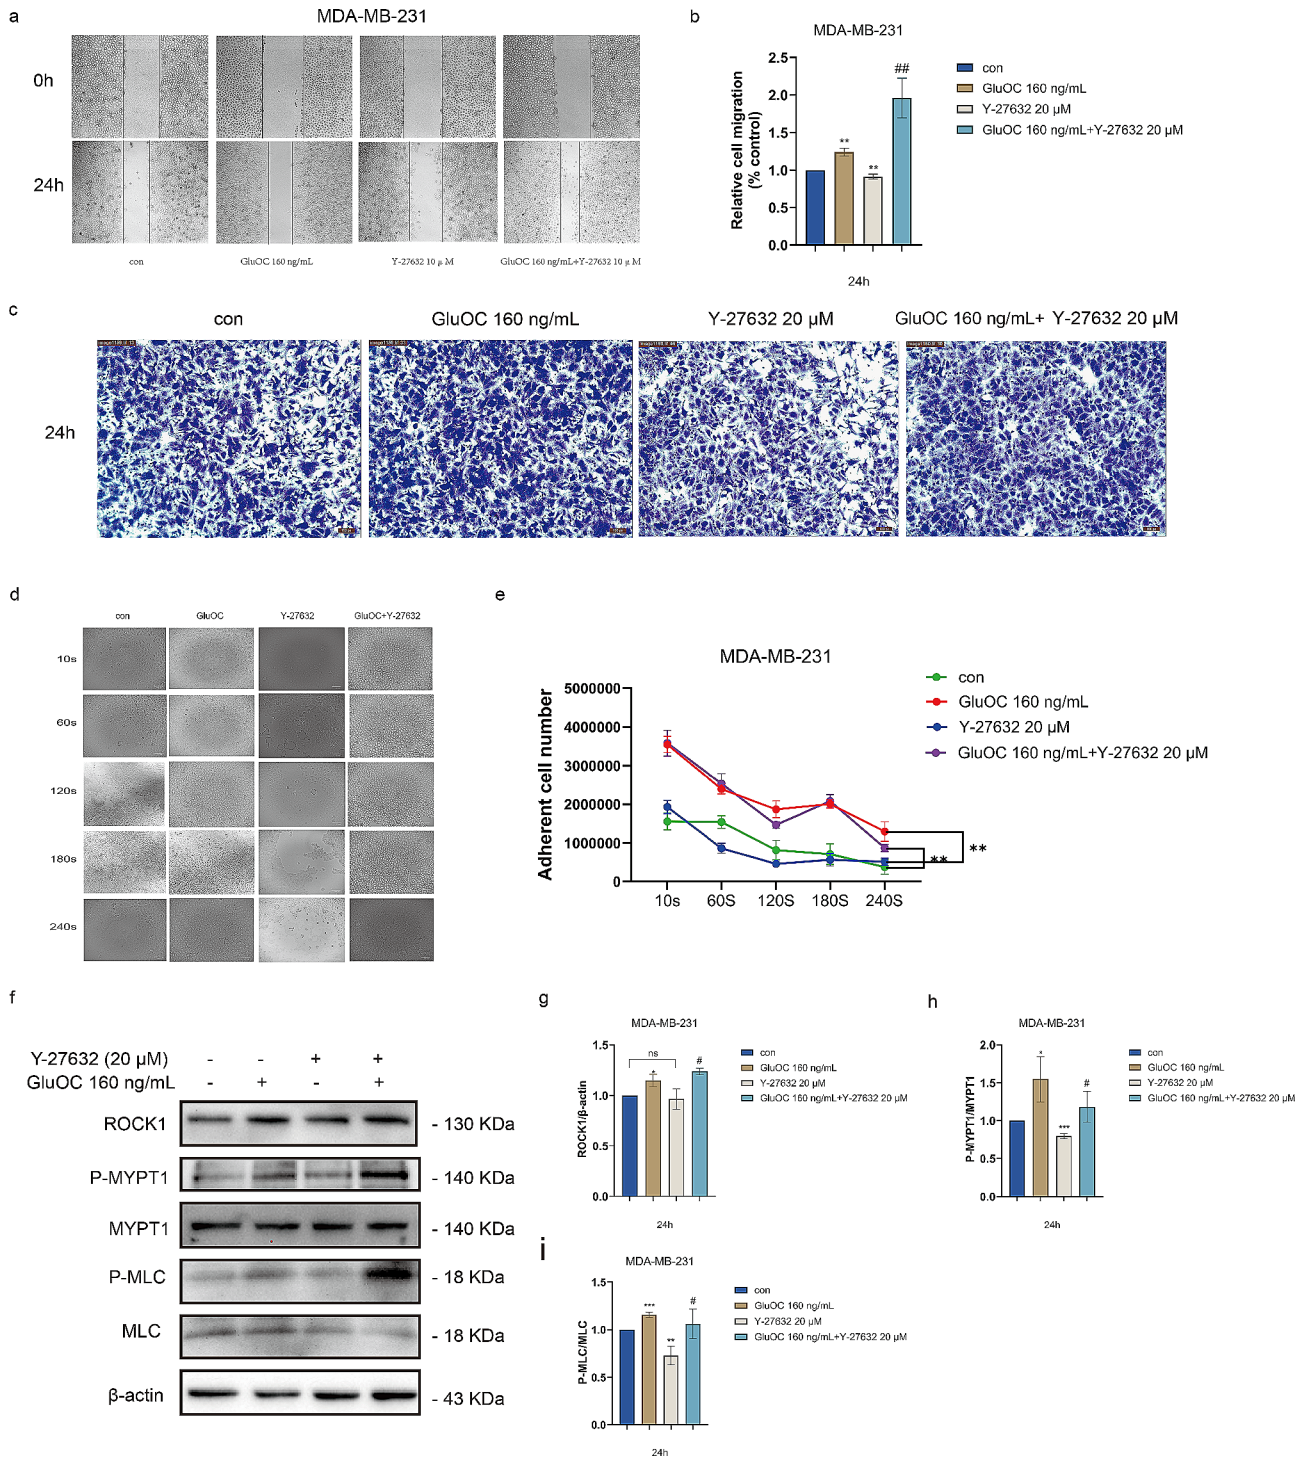 a
MDA-MB-231
0h
24h
con
GluOC 160 ng/mL
Y-27632 10 μ M
GluOC 160 ng/mL+Y-27632 10 μ M
b
MDA-MB-231
Relative cell migration
(% control)
2.5
2.0
1.5
1.0
0.5
0.0
**
**
##
24h
con
GluOC 160 ng/mL
Y-27632 20 μM
GluOC 160 ng/mL+Y-27632 20 μM
c
con
GluOC 160 ng/mL
Y-27632 20 μM
GluOC 160 ng/mL+ Y-27632 20 μM
24h
d
con
GluOC
Y-27632
GluOC+Y-27632
10s
60s
120s
180s
240s
e
MDA-MB-231
Adherent cell number
5000000
4000000
3000000
2000000
1000000
0
10s
60S
120S
180S
240S
**
**
con
GluOC 160 ng/mL
Y-27632 20 μM
GluOC 160 ng/mL+Y-27632 20 μM
f
Y-27632 (20 μM) - - + +
GluOC 160 ng/mL - + - +
ROCK1 - 130 KDa
P-MYPT1 - 140 KDa
MYPT1 - 140 KDa
P-MLC - 18 KDa
MLC - 18 KDa
β-actin - 43 KDa
g
MDA-MB-231
ROCK1/β-actin
1.5
1.0
0.5
0.0
ns
*
#
24h
con
GluOC 160 ng/mL
Y-27632 20 μM
GluOC 160 ng/mL+Y-27632 20 μM
h
MDA-MB-231
P-MYPT1/MYPT1
2.0
1.5
1.0
0.5
0.0
*
***
#
24h
con
GluOC 160 ng/mL
Y-27632 20 μM
GluOC 160 ng/mL+Y-27632 20 μM
i
MDA-MB-231
P-MLC/MLC
1.5
1.0
0.5
0.0
***
**
#
24h
con
GluOC 160 ng/mL
Y-27632 20 μM
GluOC 160 ng/mL+Y-27632 20 μM